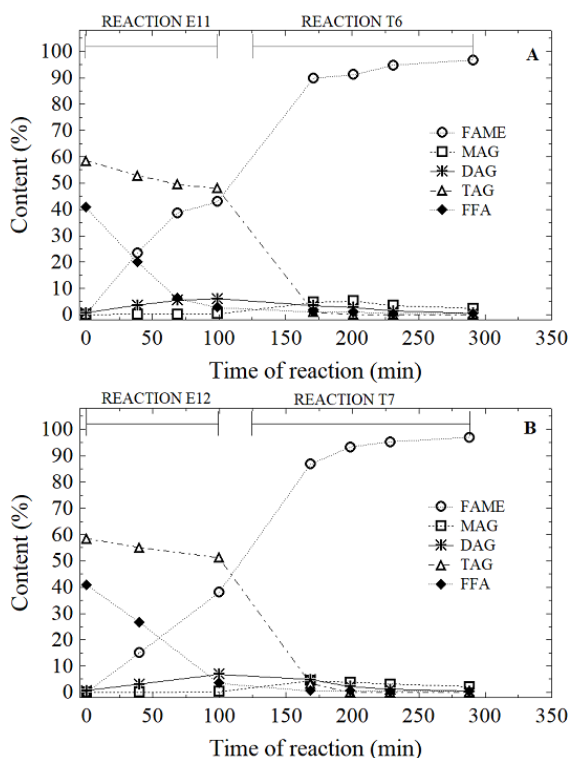 REACTION E11 REACTION T6
A
100
90
80
70
60
50
40
30
20
10
0
Content (%)
FAME
MAG
DAG
TAG
FFA
0 50 100 150 200 250 300 350
Time of reaction (min)
REACTION E12 REACTION T7
B
100
90
80
70
60
50
40
30
20
10
0
Content (%)
FAME
MAG
DAG
TAG
FFA
0 50 100 150 200 250 300 350
Time of reaction (min)